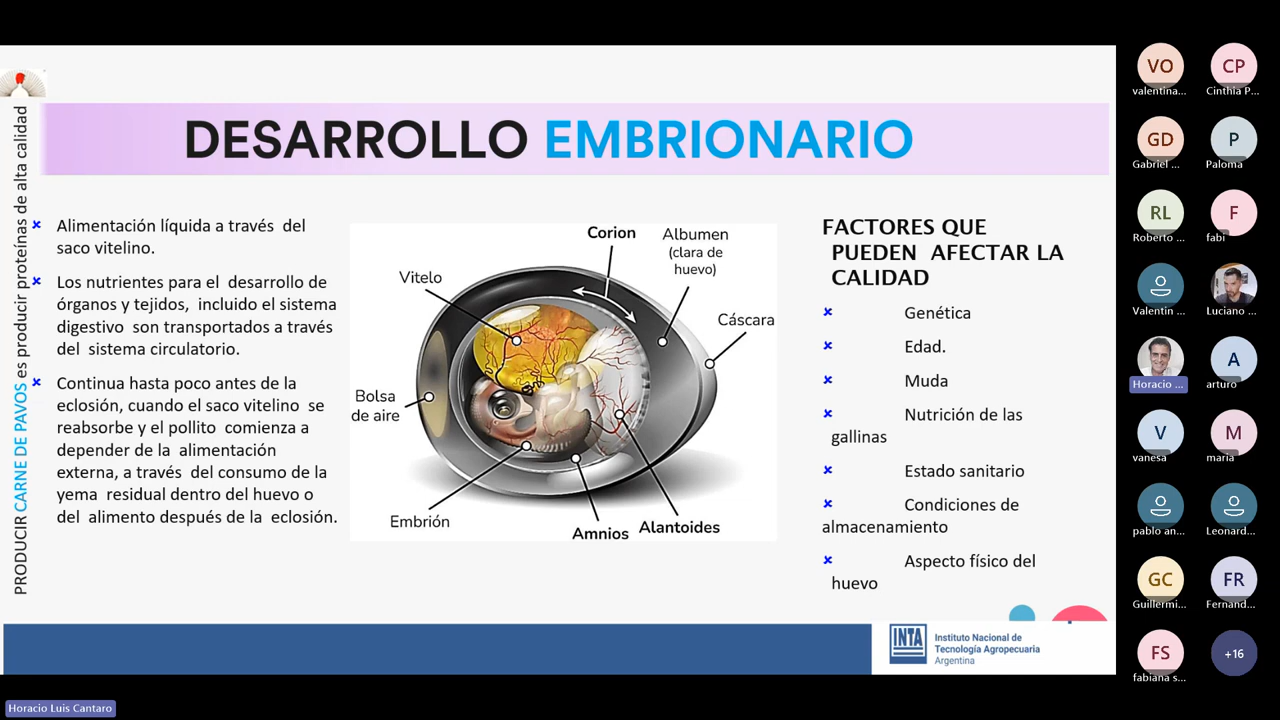 PRODUCIR CARNE DE PAVOS es producir proteínas de alta calidad
DESARROLLO EMBRIONARIO
Alimentación líquida a través del
saco vitelino.
Los nutrientes para el desarrollo de
órganos y tejidos, incluido el sistema
digestivo son transportados a través
del sistema circulatorio.
Continua hasta poco antes de la
eclosión, cuando el saco vitelino se
reabsorbe y el pollito comienza a
depender de la alimentación
externa, a través del consumo de la
yema residual dentro del huevo o
del alimento después de la eclosión.
Corion
Albumen
(clara de
huevo)
Vitelo
Cáscara
Bolsa
de aire
Embrión
Amnios
Alantoides
FACTORES QUE
PUEDEN AFECTAR LA
CALIDAD
Genética
Edad.
Muda
Nutrición de las
gallinas
Estado sanitario
Condiciones de
almacenamiento
Aspecto físico del
huevo
INTA
Instituto Nacional de
Tecnología Agropecuaria
Argentina
VO
valentina...
CP
Cinthia P...
GD
Gabriel ...
P
Paloma
RL
Roberto ...
F
fabi
Valentin ...
Luciano ...
Horacio ...
A
arturo
V
vanesa
M
maria
pablo an...
Leonard...
GC
Guillermi...
FR
Fernand...
FS
fabiana s...
+16
Horacio Luis Cantaro